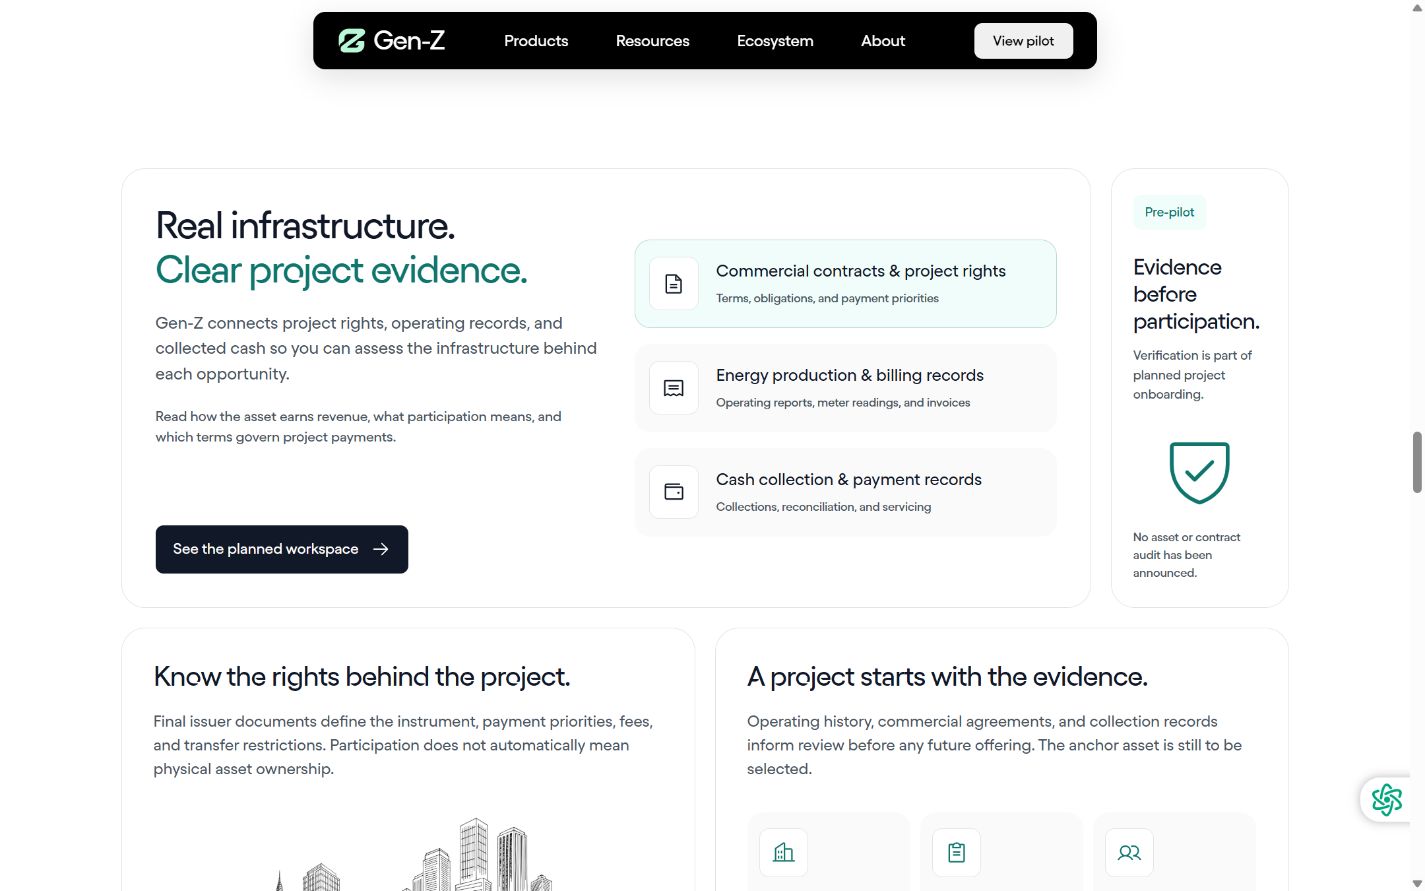 Gen-Z
Products
Resources
Ecosystem
About
View pilot
Real infrastructure.
Clear project evidence.
Gen-Z connects project rights, operating records, and
collected cash so you can assess the infrastructure behind
each opportunity.
Read how the asset earns revenue, what participation means, and
which terms govern project payments.
See the planned workspace
Commercial contracts & project rights
Terms, obligations, and payment priorities
Energy production & billing records
Operating reports, meter readings, and invoices
Cash collection & payment records
Collections, reconciliation, and servicing
Pre-pilot
Evidence
before
participation.
Verification is part of
planned project
onboarding.
No asset or contract
audit has been
announced.
Know the rights behind the project.
Final issuer documents define the instrument, payment priorities, fees,
and transfer restrictions. Participation does not automatically mean
physical asset ownership.
A project starts with the evidence.
Operating history, commercial agreements, and collection records
inform review before any future offering. The anchor asset is still to be
selected.